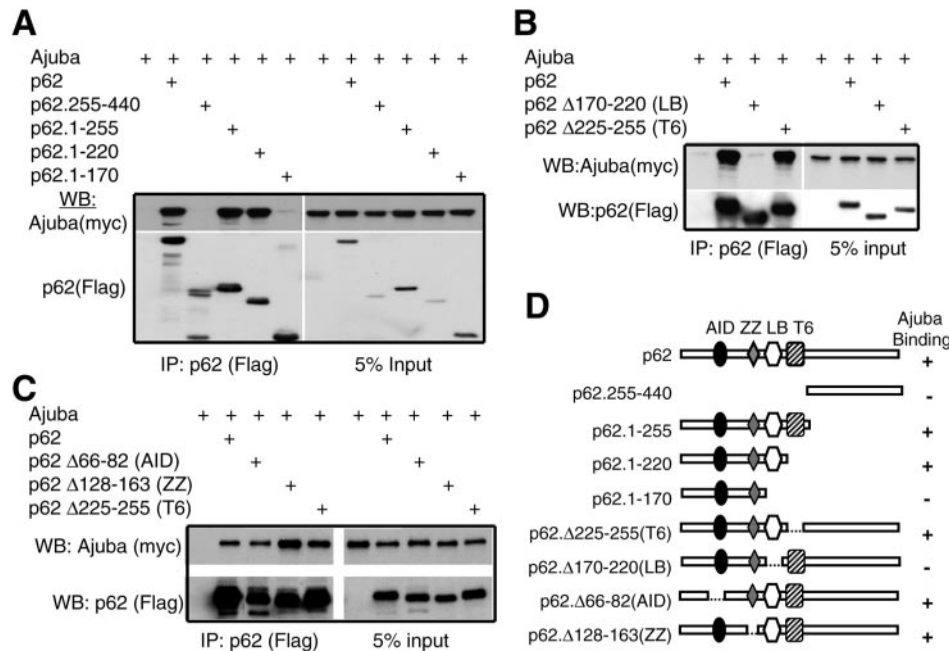 A
Ajuba + + + + + + + + + + + +
p62 + +
p62.255-440 + +
p62.1-255 + +
p62.1-220 + +
p62.1-170 + +
WB:
Ajuba(myc)
p62(Flag)
IP: p62 (Flag) 5% Input
B
Ajuba + + + + + + + +
p62 + +
p62 Δ170-220 (LB) + +
p62 Δ225-255 (T6) + +
WB:Ajuba(myc)
WB:p62(Flag)
IP: p62 (Flag) 5% input
C
Ajuba + + + + + + + + + +
p62 + +
p62 Δ66-82 (AID) + +
p62 Δ128-163 (ZZ) + +
p62 Δ225-255 (T6) + +
WB: Ajuba (myc)
WB: p62 (Flag)
IP: p62 (Flag) 5% input
D
AID ZZ LB T6 Ajuba Binding
p62 +
p62.255-440 -
p62.1-255 +
p62.1-220 +
p62.1-170 -
p62.Δ225-255(T6) +
p62.Δ170-220(LB) -
p62.Δ66-82(AID) +
p62.Δ128-163(ZZ) +